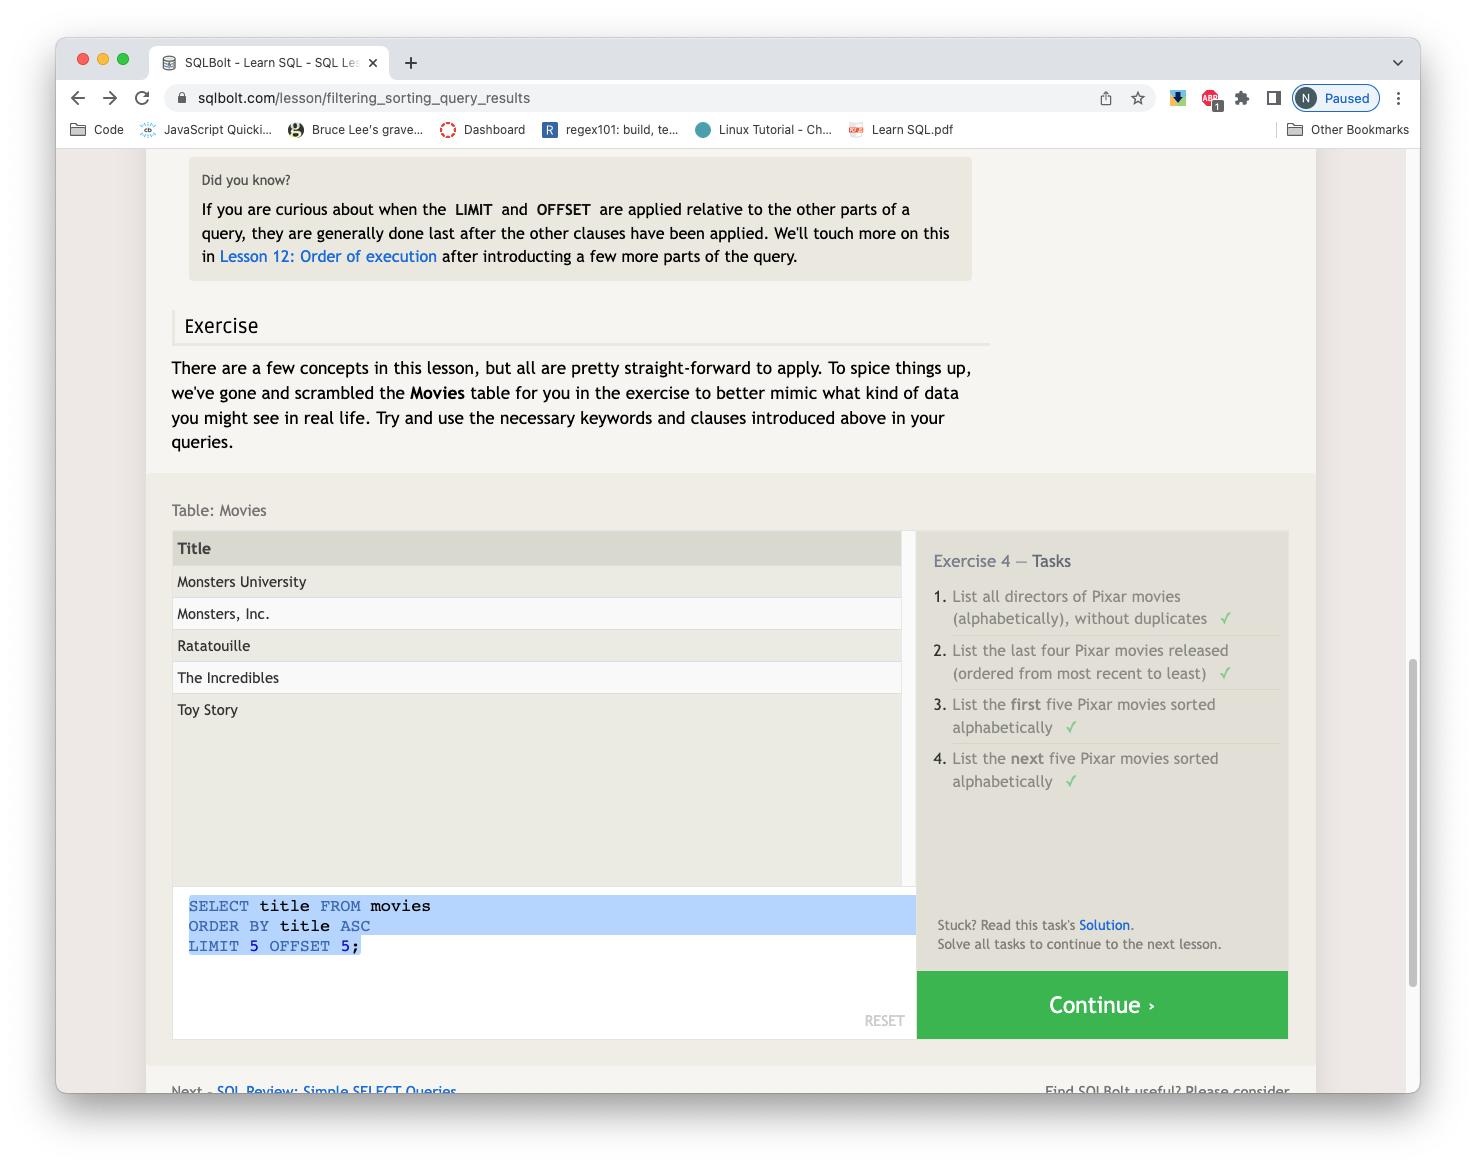 SQLBolt - Learn SQL - SQL Les
sqlbolt.com/lesson/filtering_sorting_query_results
ABP
1
N
Paused
Code
JavaScript Quicki...
Bruce Lee's grave...
Dashboard
R
regex101: build, te...
Linux Tutorial - Ch...
Learn SQL.pdf
Other Bookmarks
Did you know?
If you are curious about when the LIMIT and OFFSET are applied relative to the other parts of a
query, they are generally done last after the other clauses have been applied. We'll touch more on this
in Lesson 12: Order of execution after introducting a few more parts of the query.
Exercise
There are a few concepts in this lesson, but all are pretty straight-forward to apply. To spice things up,
we've gone and scrambled the Movies table for you in the exercise to better mimic what kind of data
you might see in real life. Try and use the necessary keywords and clauses introduced above in your
queries.
Table: Movies
Title
Monsters University
Monsters, Inc.
Ratatouille
The Incredibles
Toy Story
SELECT title FROM movies
ORDER BY title ASC
LIMIT 5 OFFSET 5;
RESET
Exercise 4 — Tasks
1. List all directors of Pixar movies
(alphabetically), without duplicates ✓
2. List the last four Pixar movies released
(ordered from most recent to least) ✓
3. List the first five Pixar movies sorted
alphabetically ✓
4. List the next five Pixar movies sorted
alphabetically ✓
Stuck? Read this task's Solution.
Solve all tasks to continue to the next lesson.
Continue ›
Next - SQL Review: Simple SELECT Queries
Find SQLBolt useful? Please consider